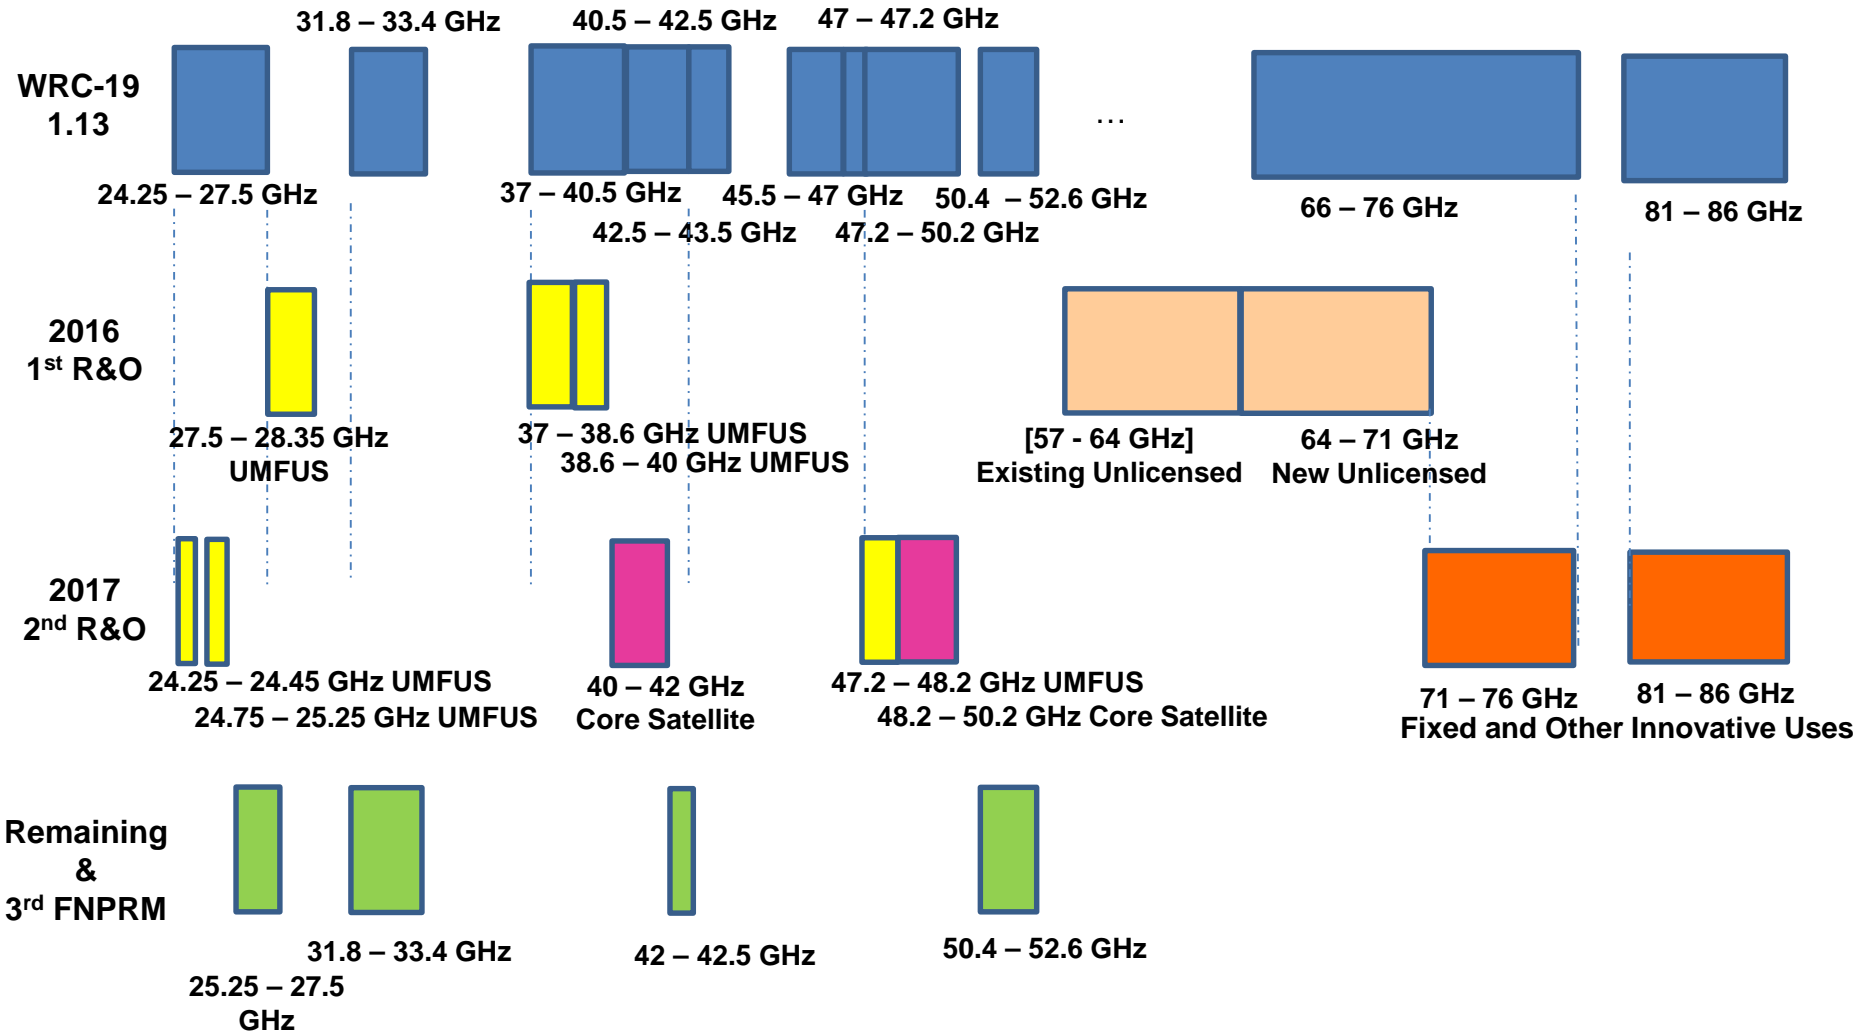 31.8 – 33.4 GHz
40.5 – 42.5 GHz
47 – 47.2 GHz
WRC-19
1.13
...
24.25 – 27.5 GHz
37 – 40.5 GHz
45.5 – 47 GHz
50.4 – 52.6 GHz
66 – 76 GHz
81 – 86 GHz
42.5 – 43.5 GHz
47.2 – 50.2 GHz
2016
1st R&O
27.5 – 28.35 GHz
UMFUS
37 – 38.6 GHz UMFUS
38.6 – 40 GHz UMFUS
[57 - 64 GHz]
Existing Unlicensed
64 – 71 GHz
New Unlicensed
2017
2nd R&O
24.25 – 24.45 GHz UMFUS
24.75 – 25.25 GHz UMFUS
40 – 42 GHz
Core Satellite
47.2 – 48.2 GHz UMFUS
48.2 – 50.2 GHz Core Satellite
71 – 76 GHz
81 – 86 GHz
Fixed and Other Innovative Uses
Remaining
&
3rd FNPRM
25.25 – 27.5
GHz
31.8 – 33.4 GHz
42 – 42.5 GHz
50.4 – 52.6 GHz